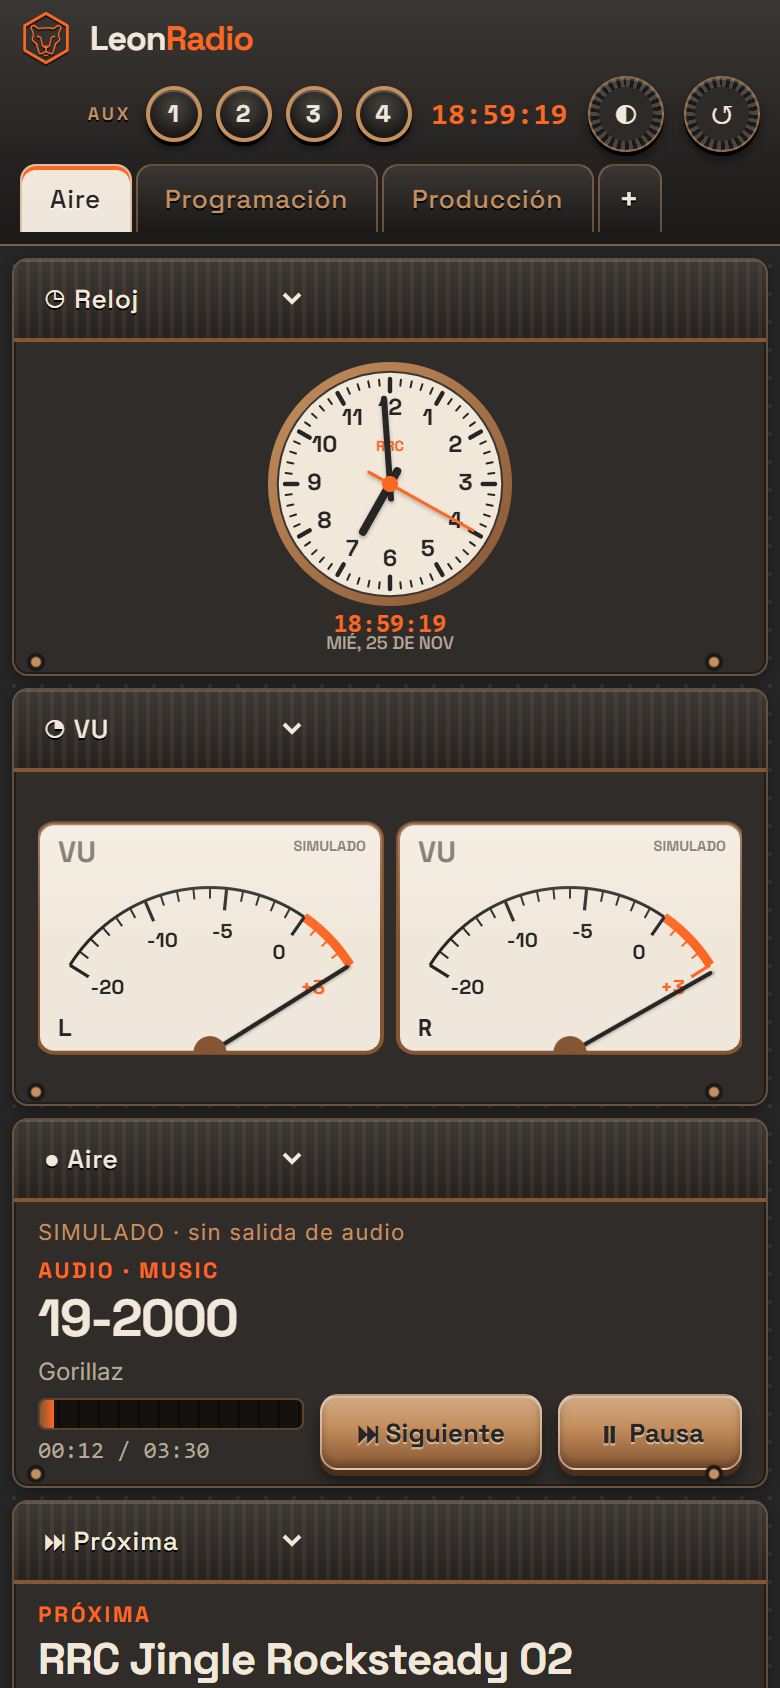 LeonRadio
AUX 1 2 3 4 18:59:19
Aire Programación Producción +
Reloj
12
11 1
10 2
RRC
9 3
8 4
7 5
6
18:59:19
MIÉ, 25 DE NOV
VU
VU SIMULADO
-20 -10 -5 0 +3
L
VU SIMULADO
-20 -10 -5 0 +3
R
Aire
SIMULADO · sin salida de audio
AUDIO · MUSIC
19-2000
Gorillaz
Siguiente Pausa
00:12 / 03:30
Próxima
PRÓXIMA
RRC Jingle Rocksteady 02